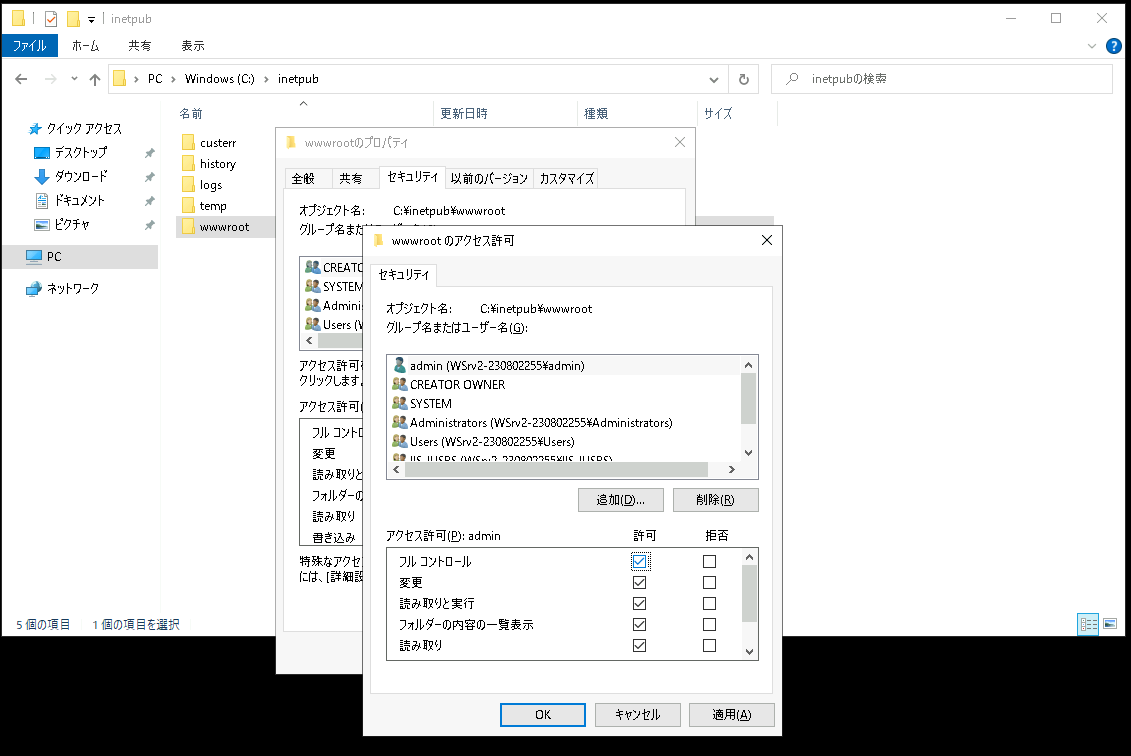 inetpub
ファイル ホーム 共有 表示
PC Windows (C:) inetpub
inetpubの検索
名前 更新日時 種類 サイズ
クイック アクセス
デスクトップ
ダウンロード
ドキュメント
ピクチャ
PC
ネットワーク
custerr
history
logs
temp
wwwroot
wwwrootのプロパティ
全般 共有 セキュリティ 以前のバージョン カスタマイズ
オブジェクト名: C:¥inetpub¥wwwroot
グループ名また
CREATO
SYSTEM
Admini
Users (W
アクセス許可を
クリックします。
アクセス許可(
フル コントロ
変更
読み取りと
フォルダーの
読み取り
書き込み
特殊なアクセ
には、[詳細設
wwwroot のアクセス許可
セキュリティ
オブジェクト名: C:¥inetpub¥wwwroot
グループ名またはユーザー名(G):
admin (WSrv2-230802255¥admin)
CREATOR OWNER
SYSTEM
Administrators (WSrv2-230802255¥Administrators)
Users (WSrv2-230802255¥Users)
IIS_IUSRS (WSrv2-230802255¥IIS_IUSRS)
追加(D)... 削除(R)
アクセス許可(P): admin 許可 拒否
フル コントロール
変更
読み取りと実行
フォルダーの内容の一覧表示
読み取り
OK キャンセル 適用(A)
5 個の項目 1 個の項目を選択